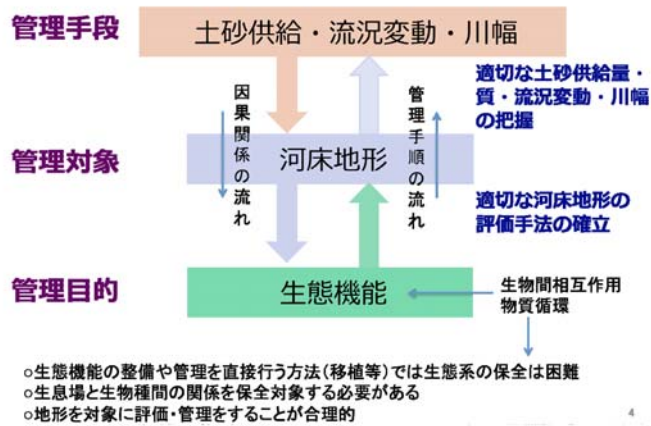 管理手段
土砂供給・流況変動・川幅
適切な土砂供給量・
質・流況変動・川幅
の把握
因果関係の流れ
管理手順の流れ
管理対象
河床地形
適切な河床地形の
評価手法の確立
管理目的
生態機能
生物間相互作用
物質循環
○生態機能の整備や管理を直接行う方法(移植等)では生態系の保全は困難
○生息場と生物種間の関係を保全対象する必要がある
○地形を対象に評価・管理をすることが合理的
4